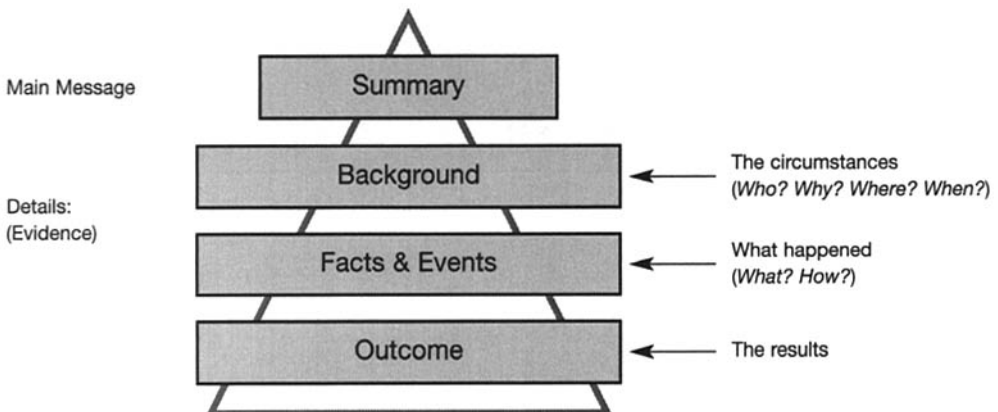 Main Message
Summary
Background
The circumstances
(Who? Why? Where? When?)
Details:
(Evidence)
Facts & Events
What happened
(What? How?)
Outcome
The results